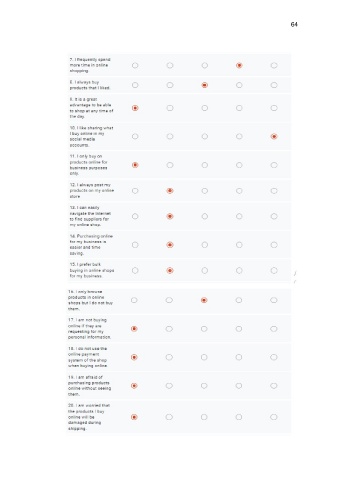 64
7. I frequently spend
more time in online
shopping.
8. I always buy
products that I liked.
9. It is a great
advantage to be able
to shop at any time of
the day.
10. I like sharing what
I buy online in my
social media
accounts.
11. I only buy on
products online for
business purposes
only.
12. I always post my
products on my online
store
13. I can easily
navigate the internet
to find suppliers for
my online shop.
14. Purchasing online
for my business is
easier and time
saving.
15. I prefer bulk
buying in online shops
for my business.
16. I only browse
products in online
shops but I do not buy
them.
17. I am not buying
online if they are
requesting for my
personal information.
18. I do not use the
online payment
system of the shop
when buying online
19. I am afraid of
purchasing products
online without seeing
them.
20. I am worried that
the products I buy
online will be
damaged during
shipping.